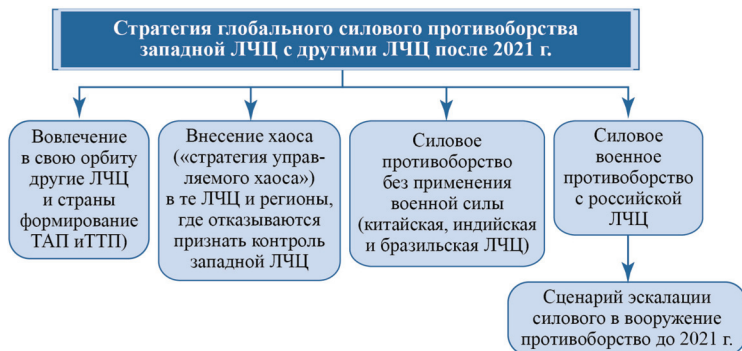 Стратегия глобального силового противоборства
западной ЛЧЦ с другими ЛЧЦ после 2021 г.
Вовлечение
в свою орбиту
другие ЛЧЦ
и страны
формирование
ТАП иТТП)
Внесение хаоса
(«стратегия управ-
ляемого хаоса»)
в те ЛЧЦ и регионы,
где отказываются
признать контроль
западной ЛЧЦ
Силовое
противоборство
без применения
военной силы
(китайская, индийская
и бразильская ЛЧЦ)
Силовое
военное
противоборство
с российской
ЛЧЦ
Сценарий эскалации
силового в вооружение
противоборство до 2021 г.